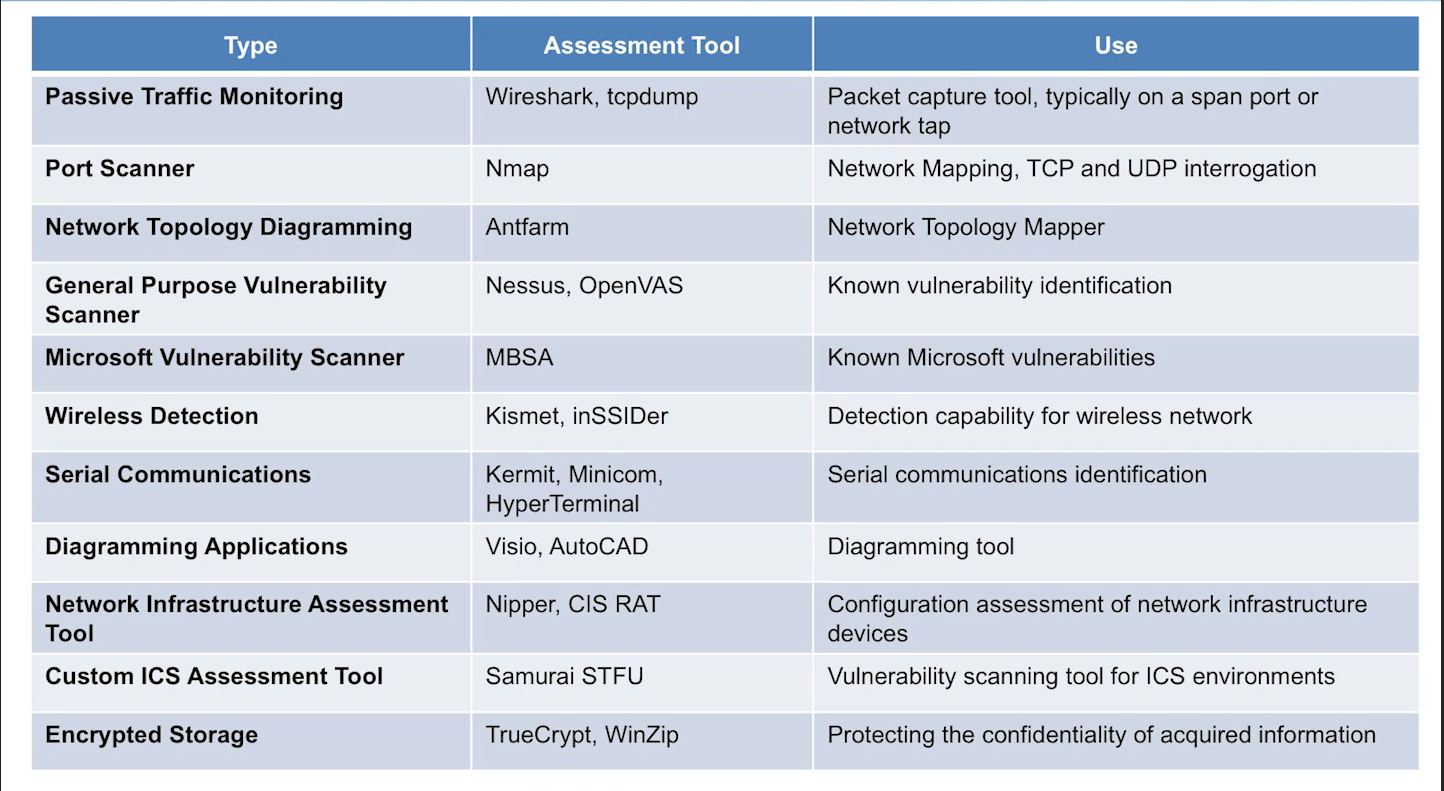 Type Assessment Tool Use
Passive Traffic Monitoring Wireshark, tcpdump Packet capture tool, typically on a span port or
network tap
Port Scanner Nmap Network Mapping, TCP and UDP interrogation
Network Topology Diagramming Antfarm Network Topology Mapper
General Purpose Vulnerability Nessus, OpenVAS Known vulnerability identification
Scanner
Microsoft Vulnerability Scanner MBSA Known Microsoft vulnerabilities
Wireless Detection Kismet, inSSIDer Detection capability for wireless network
Serial Communications Kermit, Minicom, Serial communications identification
HyperTerminal
Diagramming Applications Visio, AutoCAD Diagramming tool
Network Infrastructure Assessment Nipper, CIS RAT Configuration assessment of network infrastructure
Tool devices
Custom ICS Assessment Tool Samurai STFU Vulnerability scanning tool for ICS environments
Encrypted Storage TrueCrypt, WinZip Protecting the confidentiality of acquired information